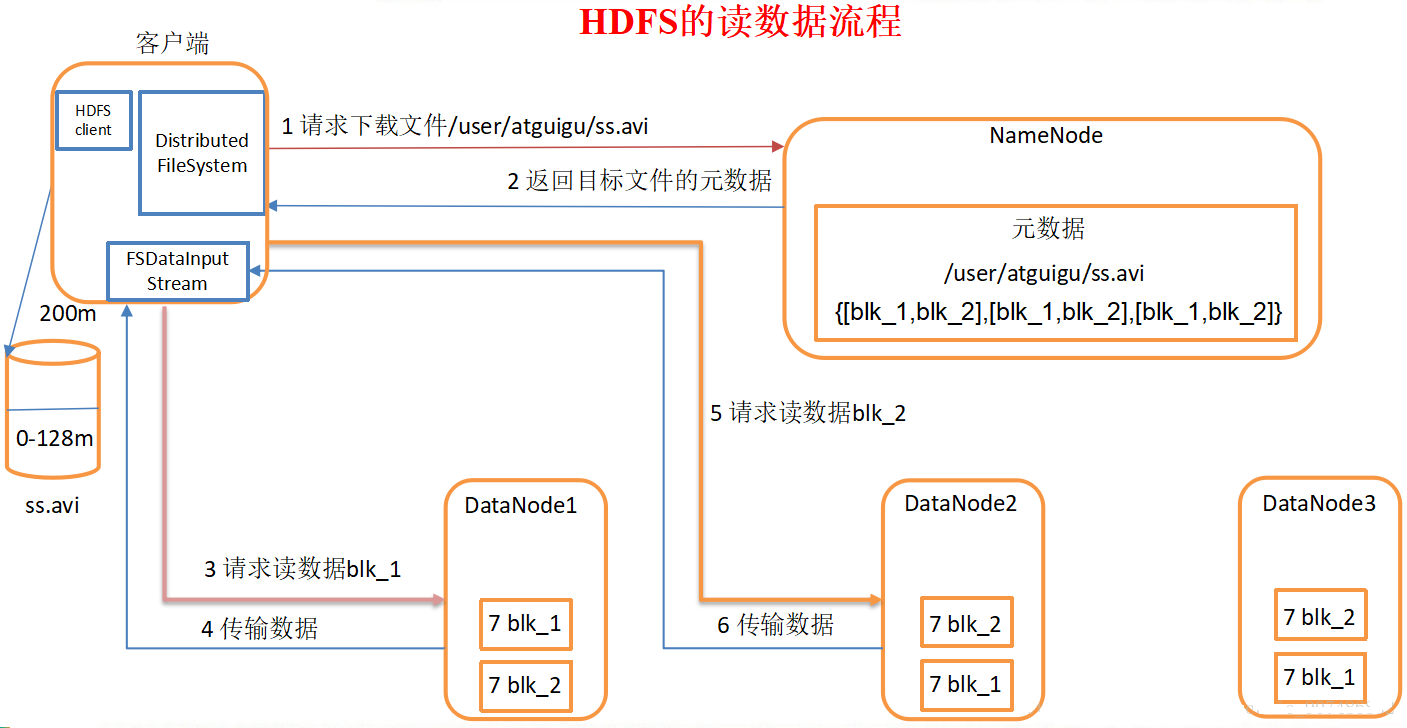 HDFS的读数据流程
客户端
HDFS
client
Distributed
FileSystem
1 请求下载文件/user/atguigu/ss.avi
NameNode
2 返回目标文件的元数据
元数据
/user/atguigu/ss.avi
{[blk_1,blk_2],[blk_1,blk_2],[blk_1,blk_2]}
FSDataInput
Stream
200m
0-128m
ss.avi
5 请求读数据blk_2
DataNode1
DataNode2
DataNode3
3 请求读数据blk_1
4 传输数据
6 传输数据
7 blk_1
7 blk_2
7 blk_2
7 blk_1
7 blk_2
7 blk_1